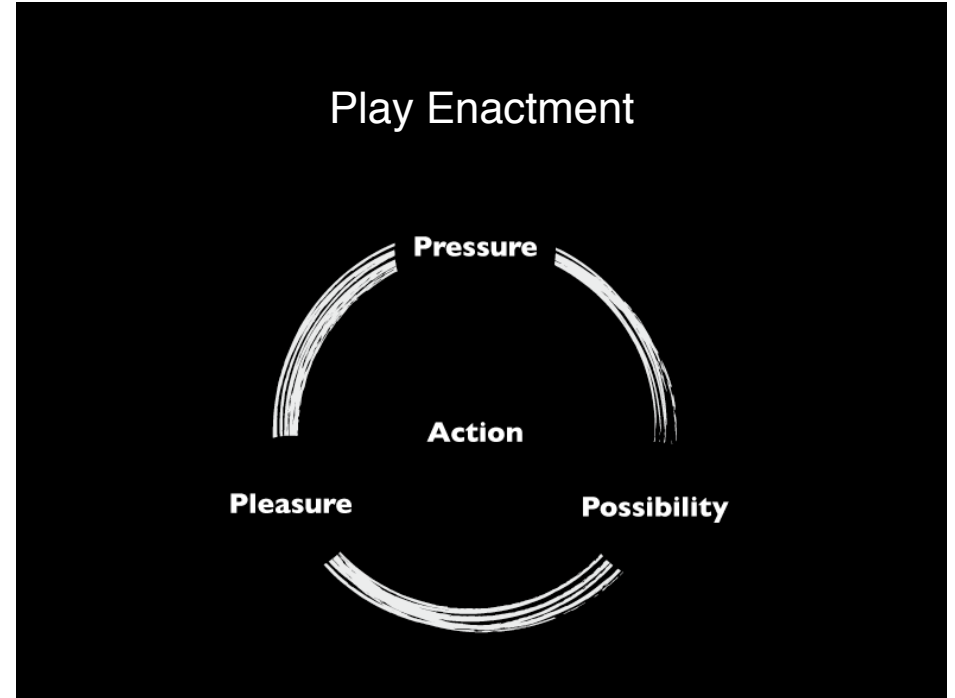 Play Enactment
Pressure
Action
Pleasure
Possibility